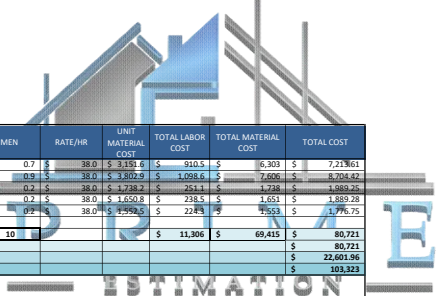 MEN RATE/HR UNIT MATERIAL COST TOTAL LABOR COST TOTAL MATERIAL COST TOTAL COST
0.7 $ 38.0 $ 3,151.6 $ 910.5 $ 6,303 $ 7,213.61
0.9 $ 38.0 $ 3,802.9 $ 1,098.6 $ 7,606 $ 8,704.42
0.2 $ 38.0 $ 1,738.2 $ 251.1 $ 1,738 $ 1,989.25
0.2 $ 38.0 $ 1,650.8 $ 238.5 $ 1,651 $ 1,889.28
0.2 $ 38.0 $ 1,552.5 $ 224.3 $ 1,553 $ 1,776.75
10 $ 11,306 $ 69,415 $ 80,721
$ 80,721
$ 22,601.96
$ 103,323
PRIME
ESTIMATION